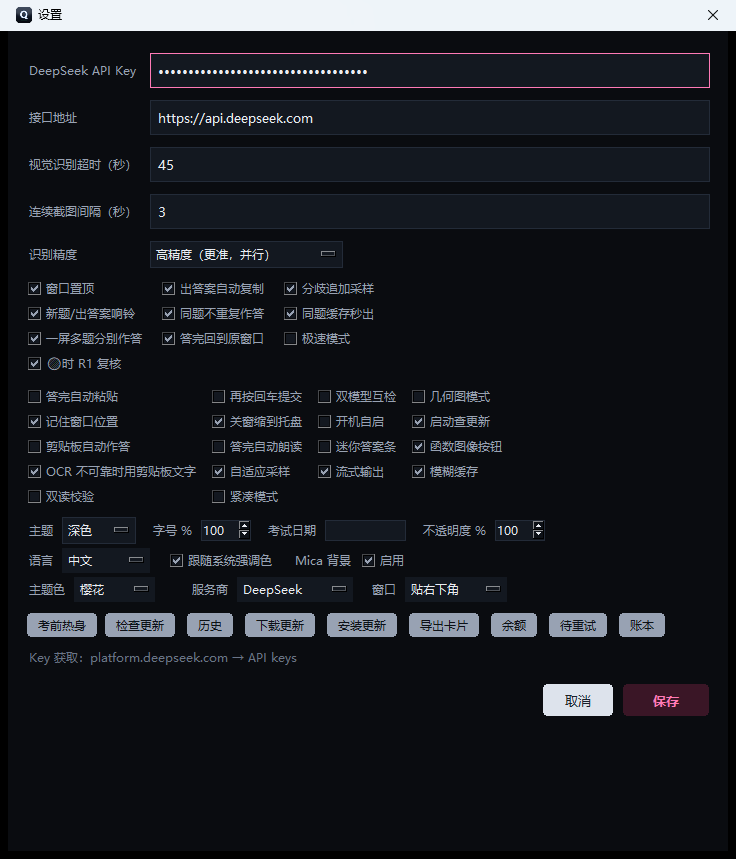 设置
DeepSeek API Key ••••••••••••••••••••••••••••••••••••
接口地址 https://api.deepseek.com
视觉识别超时（秒） 45
连续截图间隔（秒） 3
识别精度 高精度（更准，并行）
窗口置顶 出答案自动复制 分歧追加采样
新题/出答案响铃 同题不重复作答 同题缓存秒出
一屏多题分别作答 答完回到原窗口 极速模式
时 R1 复核
答完自动粘贴 再按回车提交 双模型互检 几何图模式
记住窗口位置 关窗缩到托盘 开机自启 启动查更新
剪贴板自动作答 答完自动朗读 迷你答案条 函数图像按钮
OCR 不可靠时用剪贴板文字 自适应采样 流式输出 模糊缓存
双读校验 紧凑模式
主题 深色 字号 % 100 考试日期 不透明度 % 100
语言 中文 跟随系统强调色 Mica 背景 启用
主题色 樱花 服务商 DeepSeek 窗口 贴右下角
考前热身 检查更新 历史 下载更新 安装更新 导出卡片 余额 待重试 账本
Key 获取：platform.deepseek.com → API keys
取消 保存